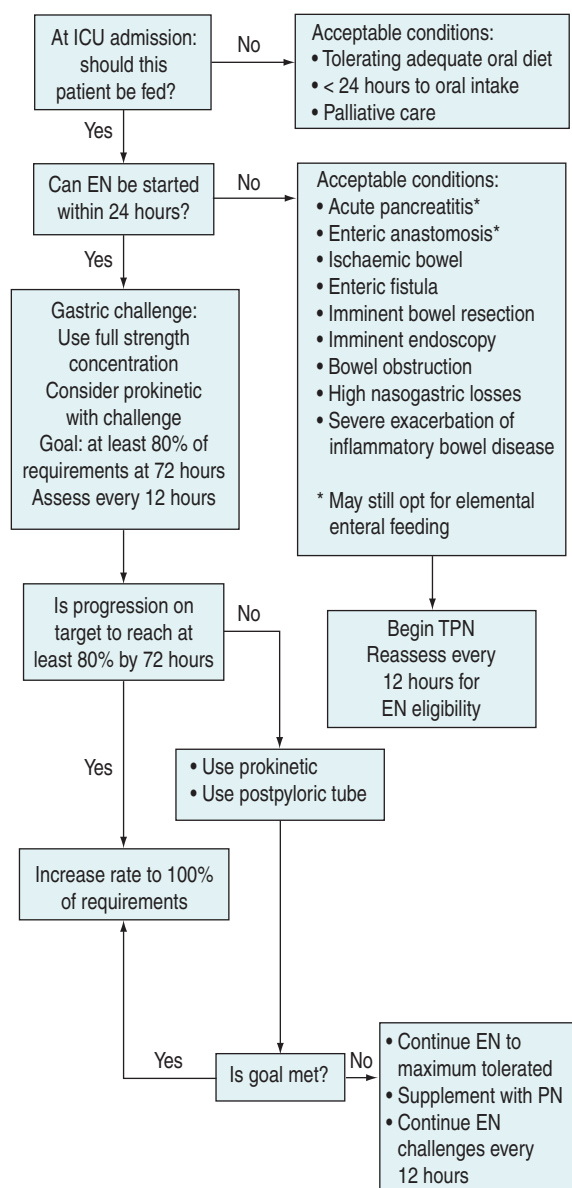 At ICU admission:
should this
patient be fed?
No
Acceptable conditions:
• Tolerating adequate oral diet
• < 24 hours to oral intake
• Palliative care
Yes
Can EN be started
within 24 hours?
No
Acceptable conditions:
• Acute pancreatitis*
• Enteric anastomosis*
• Ischaemic bowel
• Enteric fistula
• Imminent bowel resection
• Imminent endoscopy
• Bowel obstruction
• High nasogastric losses
• Severe exacerbation of
inflammatory bowel disease
* May still opt for elemental
enteral feeding
Yes
Gastric challenge:
Use full strength
concentration
Consider prokinetic
with challenge
Goal: at least 80% of
requirements at 72 hours
Assess every 12 hours
Is progression on
target to reach at
least 80% by 72 hours
No
Begin TPN
Reassess every
12 hours for
EN eligibility
Yes
• Use prokinetic
• Use postpyloric tube
Increase rate to 100%
of requirements
Yes
Is goal met?
No
• Continue EN to
maximum tolerated
• Supplement with PN
• Continue EN
challenges every
12 hours